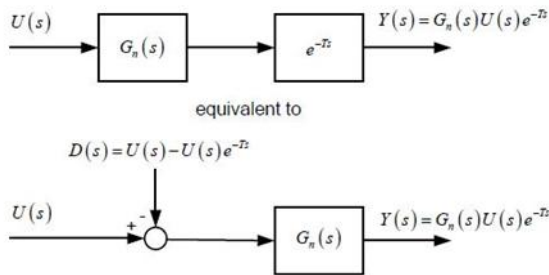 U(s)
G_n(s)
e^{-Ts}
Y(s)=G_n(s)U(s)e^{-Ts}
equivalent to
D(s)=U(s)-U(s)e^{-Ts}
U(s)
+ -
G_n(s)
Y(s)=G_n(s)U(s)e^{-Ts}